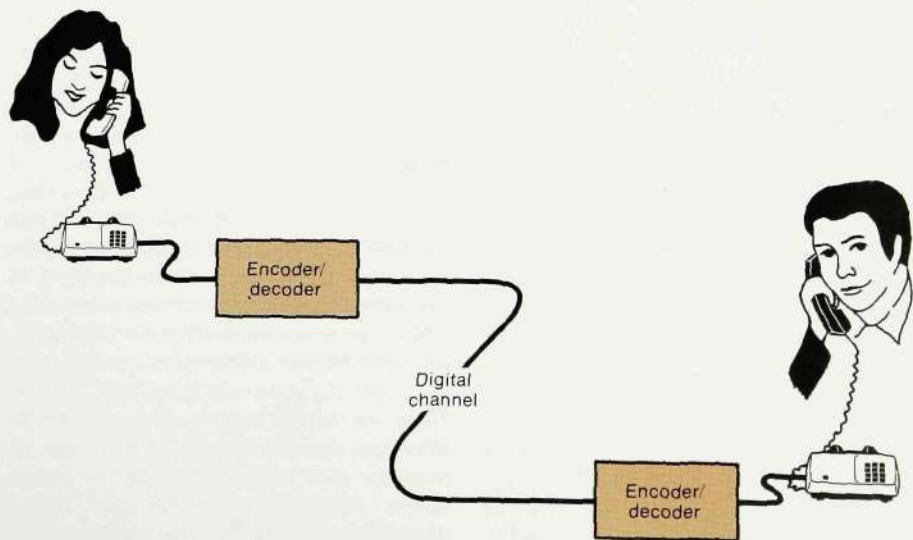 Encoder/
decoder
Digital
channel
Encoder/
decoder